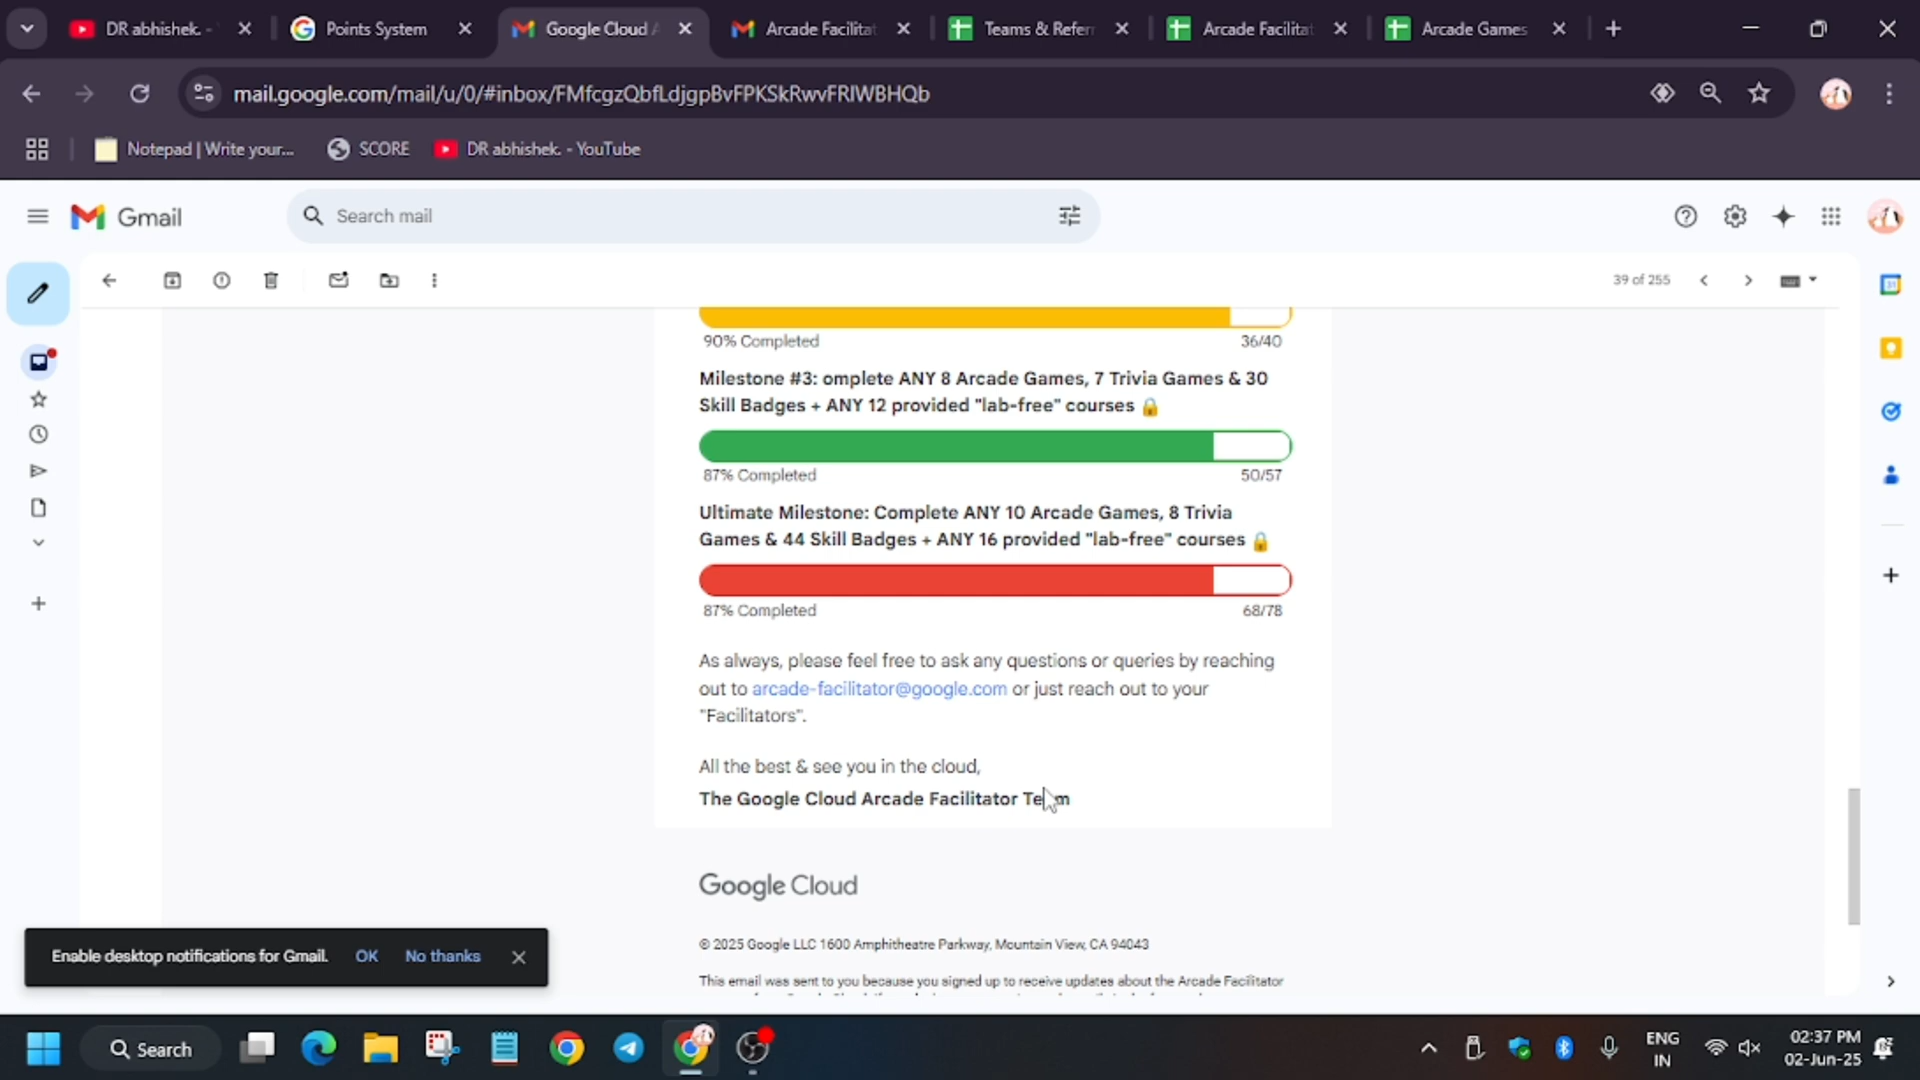 DR abhishek. -
Points System
Google Cloud A
Arcade Facilitat
Teams & Referr
Arcade Facilitat
Arcade Games
mail.google.com/mail/u/0/#inbox/FMfcgzQbfLdjgpBvFPKSkRwvFRlWBHQb
Notepad | Write your...
SCORE
DR abhishek. - YouTube
Gmail
Search mail
39 of 255
90% Completed 36/40
Milestone #3: omplete ANY 8 Arcade Games, 7 Trivia Games & 30
Skill Badges + ANY 12 provided "lab-free" courses 🔒
87% Completed 50/57
Ultimate Milestone: Complete ANY 10 Arcade Games, 8 Trivia
Games & 44 Skill Badges + ANY 16 provided "lab-free" courses 🔒
87% Completed 68/78
As always, please feel free to ask any questions or queries by reaching
out to arcade-facilitator@google.com or just reach out to your
"Facilitators".
All the best & see you in the cloud,
The Google Cloud Arcade Facilitator Team
Google Cloud
© 2025 Google LLC 1600 Amphitheatre Parkway, Mountain View, CA 94043
This email was sent to you because you signed up to receive updates about the Arcade Facilitator
Enable desktop notifications for Gmail. OK No thanks
Search
ENG
IN
02:37 PM
02-Jun-25